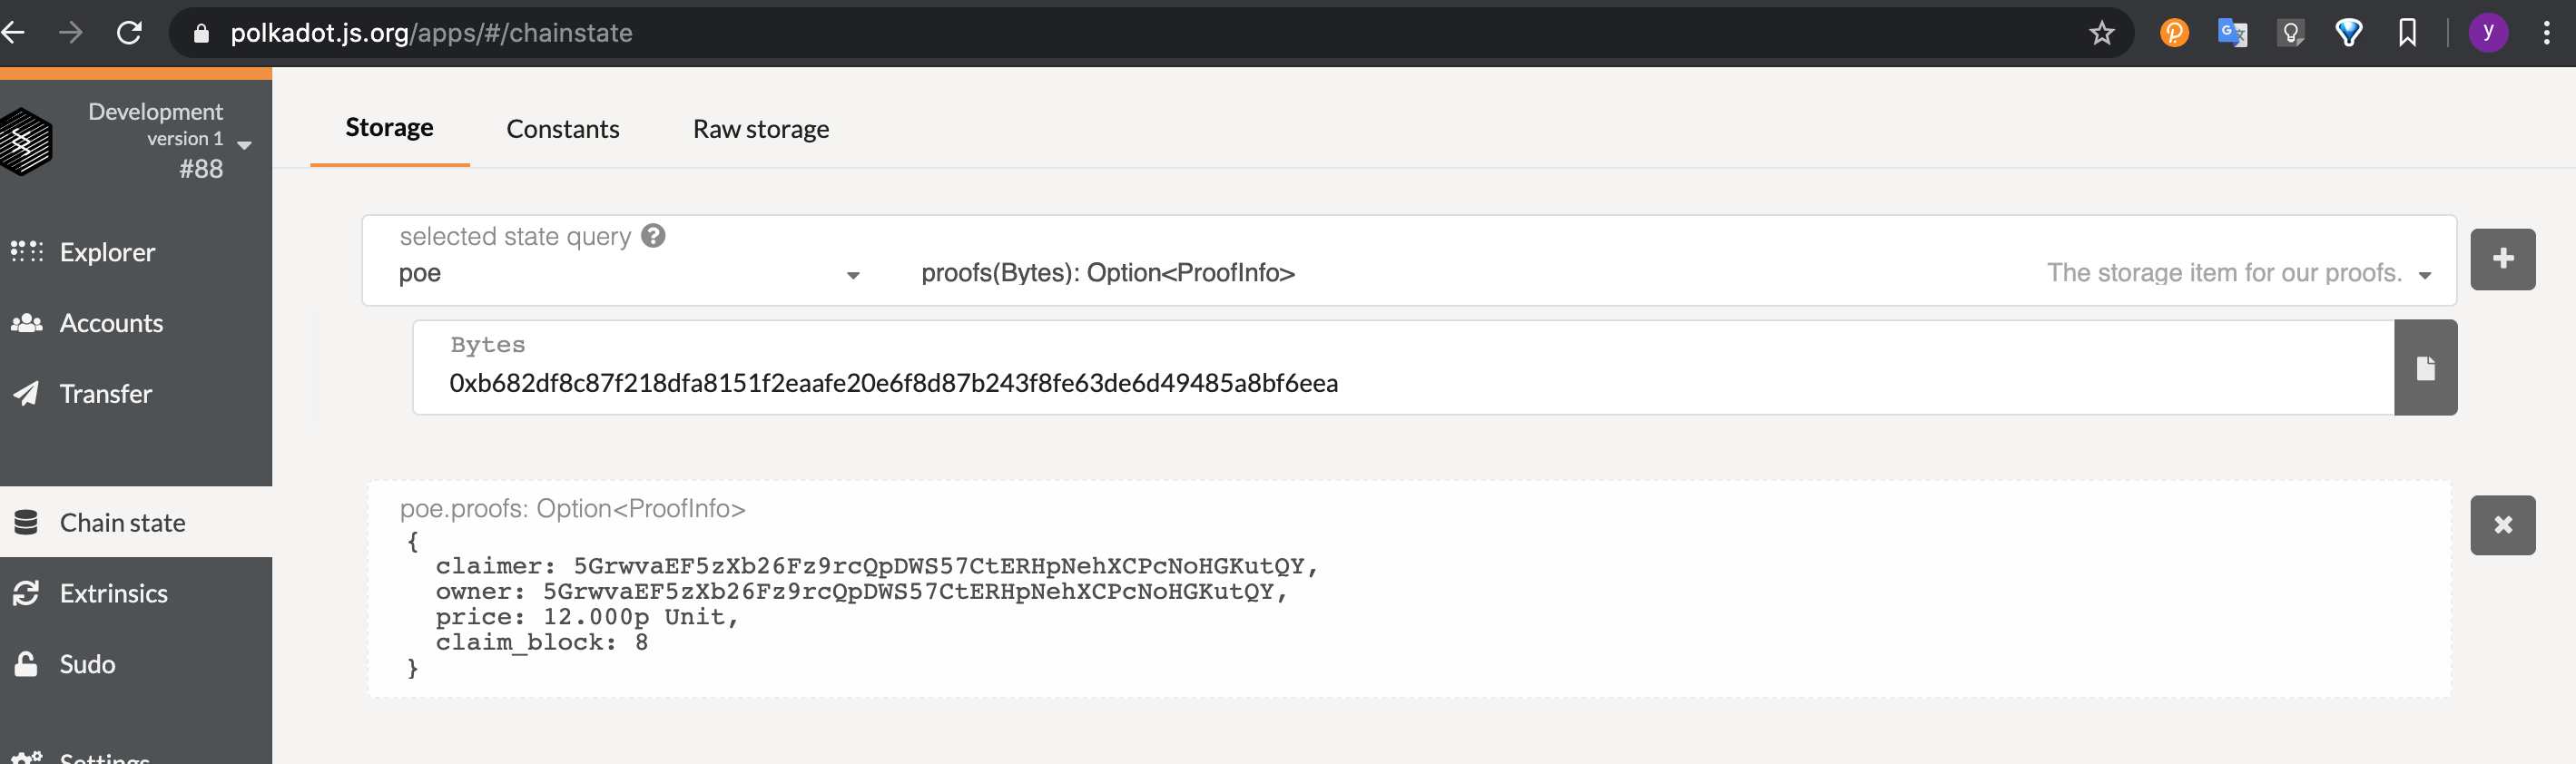 polkadot.js.org/apps/#/chainstate
y
Development
version 1
#88
Explorer
Accounts
Transfer
Chain state
Extrinsics
Sudo
Settings
Storage Constants Raw storage
selected state query ?
poe proofs(Bytes): Option<ProofInfo> The storage item for our proofs.
Bytes
0xb682df8c87f218dfa8151f2eaafe20e6f8d87b243f8fe63de6d49485a8bf6eea
poe.proofs: Option<ProofInfo>
{
claimer: 5GrwvaEF5zXb26Fz9rcQpDWS57CtERHpNehXCPcNoHGKutQY,
owner: 5GrwvaEF5zXb26Fz9rcQpDWS57CtERHpNehXCPcNoHGKutQY,
price: 12.000p Unit,
claim_block: 8
}